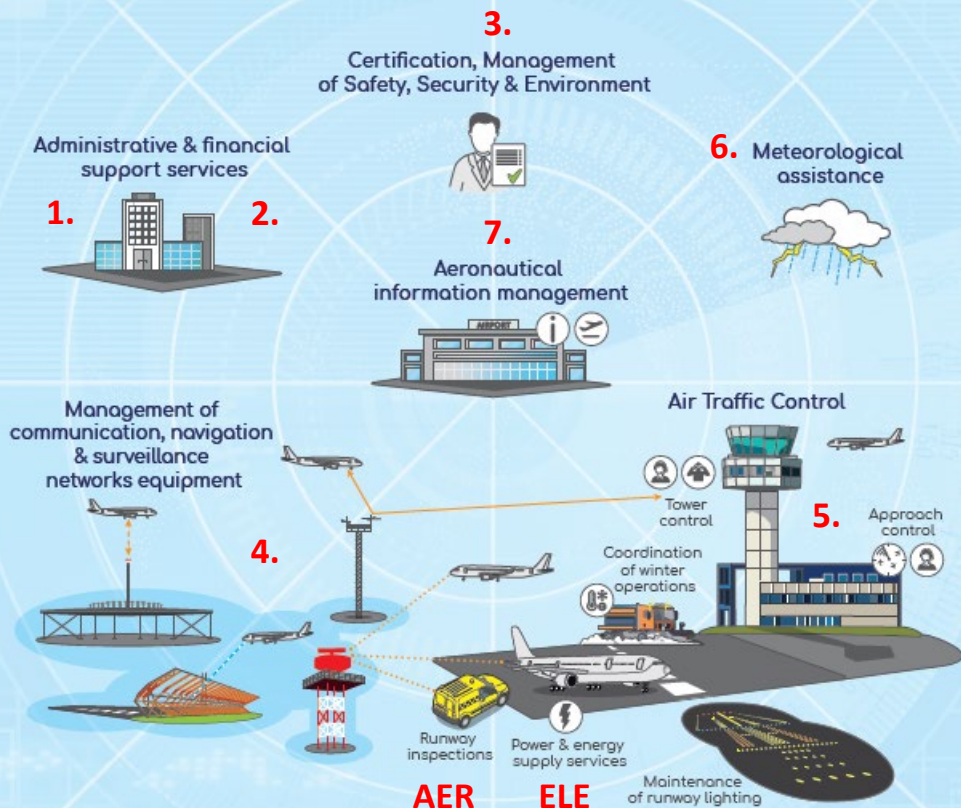 3.
Certification, Management
of Safety, Security & Environment
Administrative & financial
support services
1.
2.
6.
Meteorological
assistance
7.
Aeronautical
information management
AIRPORT
i
Management of
communication, navigation
& surveillance
networks equipment
4.
Air Traffic Control
Tower
control
5.
Approach
control
Coordination
of winter
operations
Runway
inspections
AER
Power & energy
supply services
ELE
Maintenance
of runway lighting